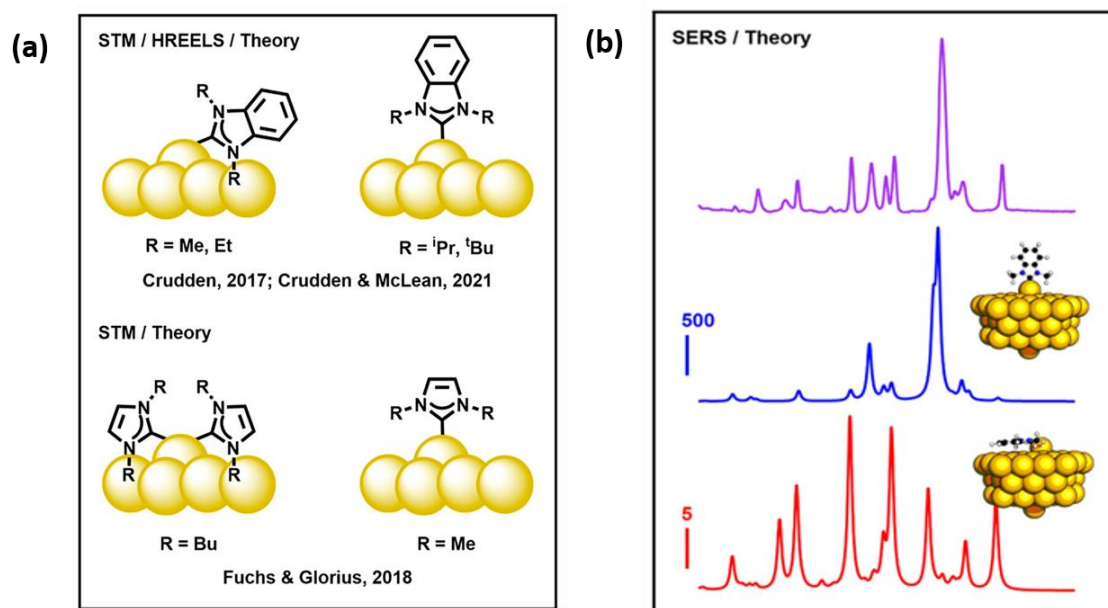 (a)
STM / HREELS / Theory
R
N
N
R
R
N
N
R
R = Me, Et
R = ⁱPr, ᵗBu
Crudden, 2017; Crudden & McLean, 2021
STM / Theory
R
N
N
R
R
N
N
R
R
N
N
R
R = Bu
R = Me
Fuchs & Glorius, 2018
(b)
SERS / Theory
500
5